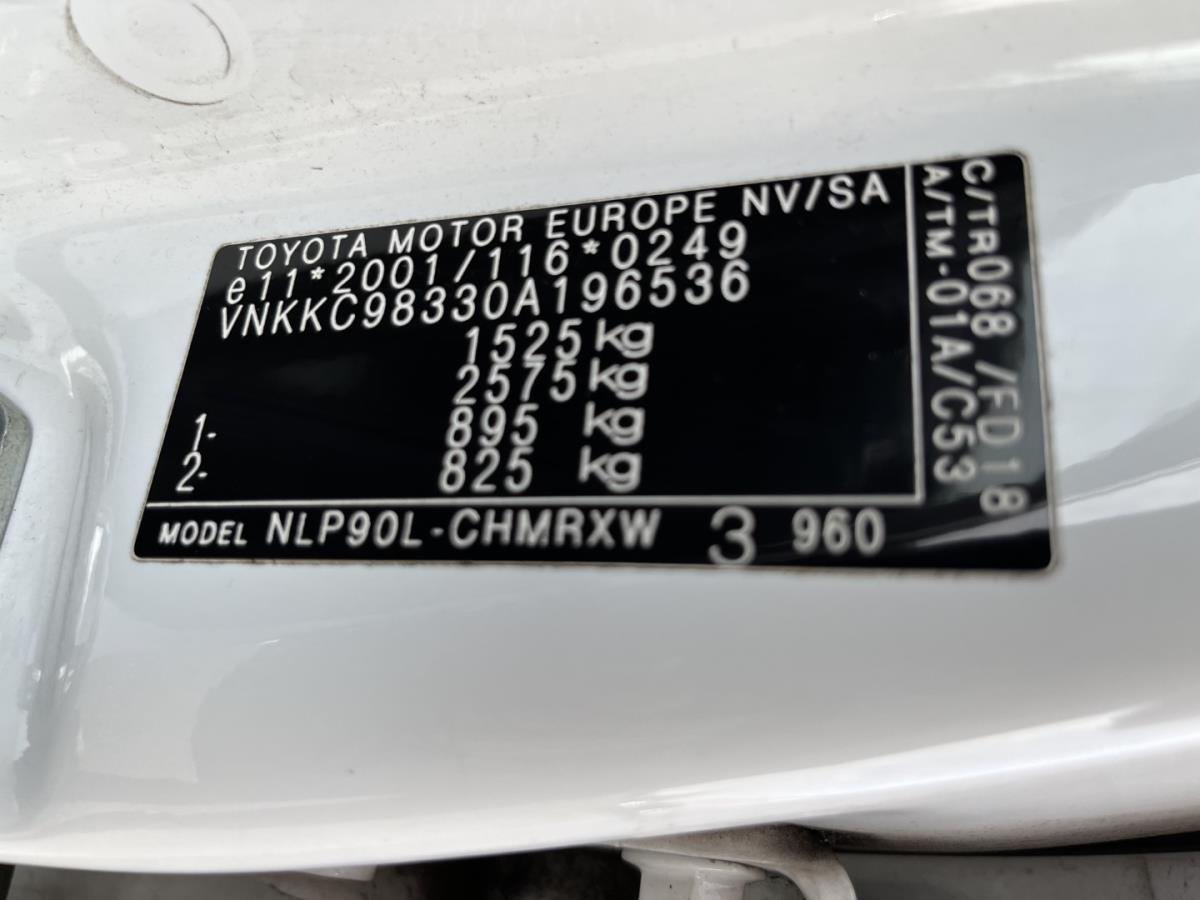 TOYOTA MOTOR EUROPE NV/SA
e11*2001/116*0249
VNKKC98330A196536
1525 kg
2575 kg
1- 895 kg
2- 825 kg
MODEL NLP90L-CHMRXW 3 960
C/TR068 /FD18
A/TM-01A/C53